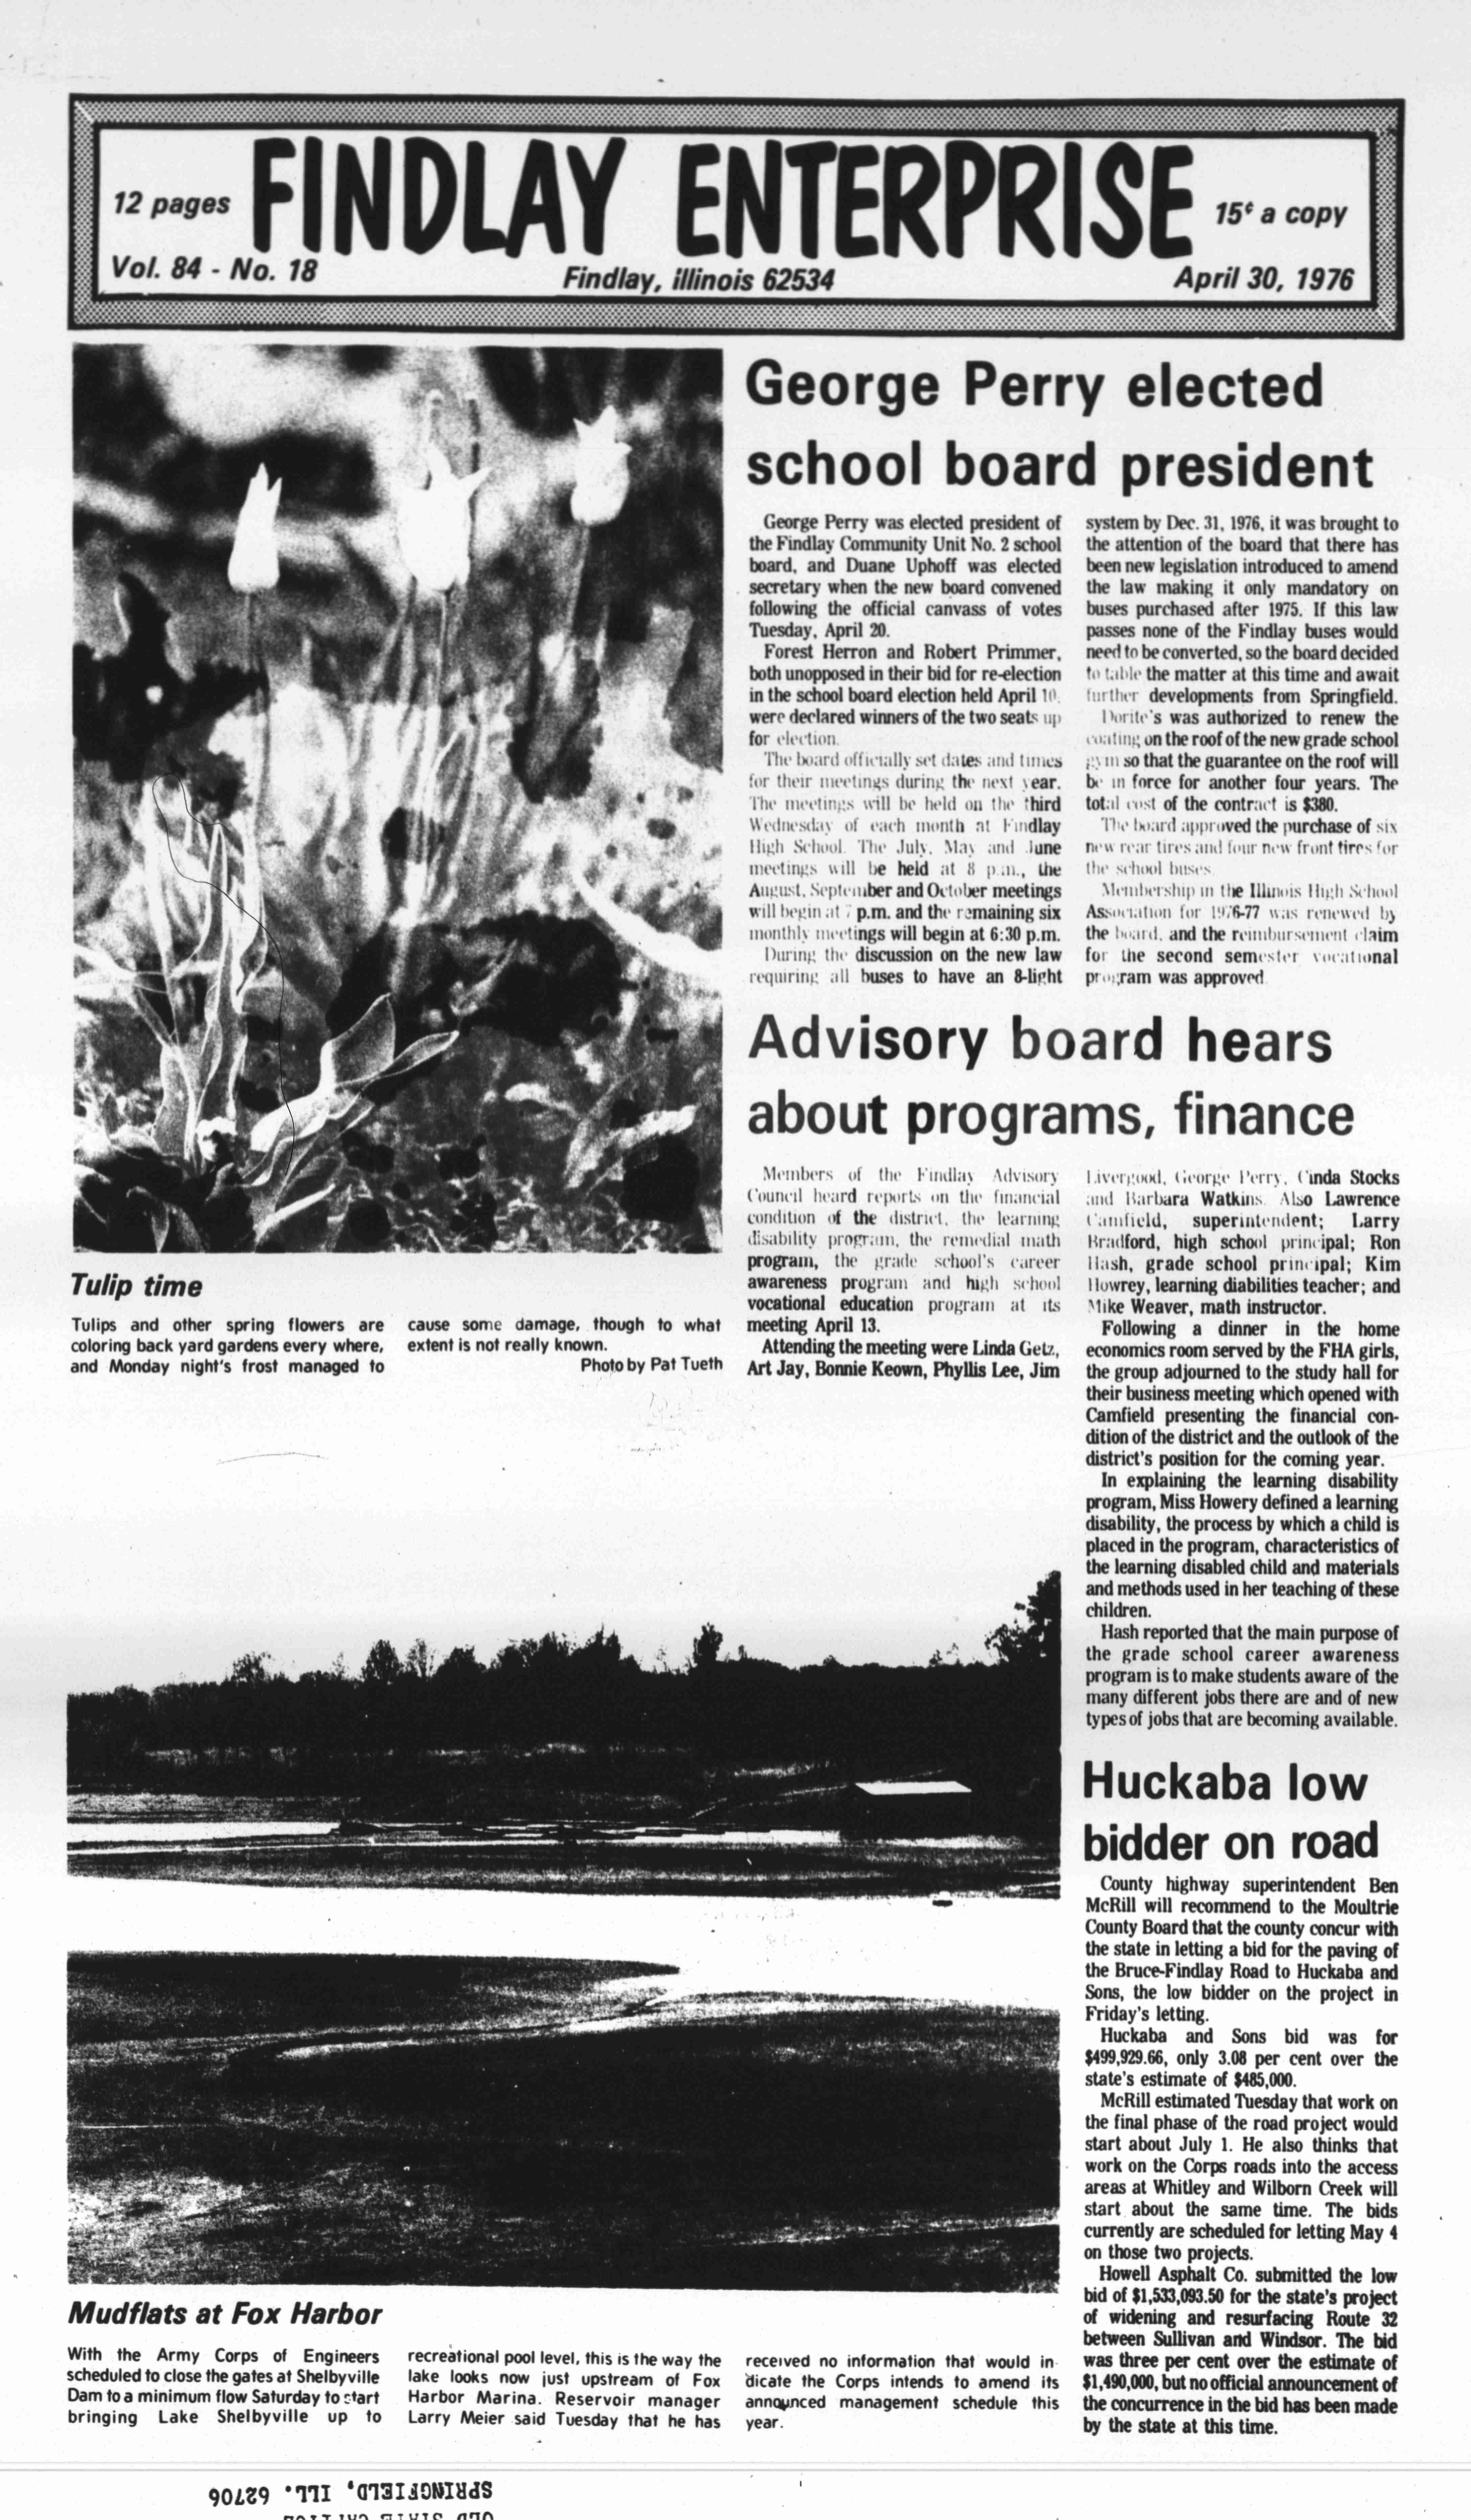 12 pages
FINDLAY ENTERPRISE
15¢ a copy
Vol. 84 - No. 18
Findlay, illinois 62534
April 30, 1976
George Perry elected
school board president
George Perry was elected president of
the Findlay Community Unit No. 2 school
board, and Duane Uphoff was elected
secretary when the new board convened
following the official canvass of votes
Tuesday, April 20.
Forest Herron and Robert Primmer,
both unopposed in their bid for re-election
in the school board election held April 10,
were declared winners of the two seats up
for election.
The board officially set dates and times
for their meetings during the next year.
The meetings will be held on the third
Wednesday of each month at Findlay
High School. The July, May and June
meetings will be held at 8 p.m., the
August, September and October meetings
will begin at 7 p.m. and the remaining six
monthly meetings will begin at 6:30 p.m.
During the discussion on the new law
requiring all buses to have an 8-light
system by Dec. 31, 1976, it was brought to
the attention of the board that there has
been new legislation introduced to amend
the law making it only mandatory on
buses purchased after 1975. If this law
passes none of the Findlay buses would
need to be converted, so the board decided
to table the matter at this time and await
further developments from Springfield.
Dorite's was authorized to renew the
coating on the roof of the new grade school
gym so that the guarantee on the roof will
be in force for another four years. The
total cost of the contract is $380.
The board approved the purchase of six
new rear tires and four new front tires for
the school buses.
Membership in the Illinois High School
Association for 1976-77 was renewed by
the board, and the reimbursement claim
for the second semester vocational
program was approved.
Tulip time
Tulips and other spring flowers are
coloring back yard gardens every where,
and Monday night's frost managed to
cause some damage, though to what
extent is not really known.
Photo by Pat Tueth
Advisory board hears
about programs, finance
Members of the Findlay Advisory
Council heard reports on the financial
condition of the district, the learning
disability program, the remedial math
program, the grade school's career
awareness program and high school
vocational education program at its
meeting April 13.
Attending the meeting were Linda Getz,
Art Jay, Bonnie Keown, Phyllis Lee, Jim
Livergood, George Perry, Cinda Stocks
and Barbara Watkins. Also Lawrence
Camfield, superintendent; Larry
Bradford, high school principal; Ron
Hash, grade school principal; Kim
Howrey, learning diabilities teacher; and
Mike Weaver, math instructor.
Following a dinner in the home
economics room served by the FHA girls,
the group adjourned to the study hall for
their business meeting which opened with
Camfield presenting the financial con-
dition of the district and the outlook of the
district's position for the coming year.
In explaining the learning disability
program, Miss Howery defined a learning
disability, the process by which a child is
placed in the program, characteristics of
the learning disabled child and materials
and methods used in her teaching of these
children.
Hash reported that the main purpose of
the grade school career awareness
program is to make students aware of the
many different jobs there are and of new
types of jobs that are becoming available.
Huckaba low
bidder on road
County highway superintendent Ben
McRill will recommend to the Moultrie
County Board that the county concur with
the state in letting a bid for the paving of
the Bruce-Findlay Road to Huckaba and
Sons, the low bidder on the project in
Friday's letting.
Huckaba and Sons bid was for
$499,929.66, only 3.08 per cent over the
state's estimate of $485,000.
McRill estimated Tuesday that work on
the final phase of the road project would
start about July 1. He also thinks that
work on the Corps roads into the access
areas at Whitley and Wilborn Creek will
start about the same time. The bids
currently are scheduled for letting May 4
on those two projects.
Howell Asphalt Co. submitted the low
bid of $1,533,093.50 for the state's project
of widening and resurfacing Route 32
between Sullivan and Windsor. The bid
was three per cent over the estimate of
$1,490,000, but no official announcement of
the concurrence in the bid has been made
by the state at this time.
Mudflats at Fox Harbor
With the Army Corps of Engineers
scheduled to close the gates at Shelbyville
Dam to a minimum flow Saturday to start
bringing Lake Shelbyville up to
recreational pool level, this is the way the
lake looks now just upstream of Fox
Harbor Marina. Reservoir manager
Larry Meier said Tuesday that he has
received no information that would in-
dicate the Corps intends to amend its
announced management schedule this
year.
SPRINGFIELD, ILL. 62706